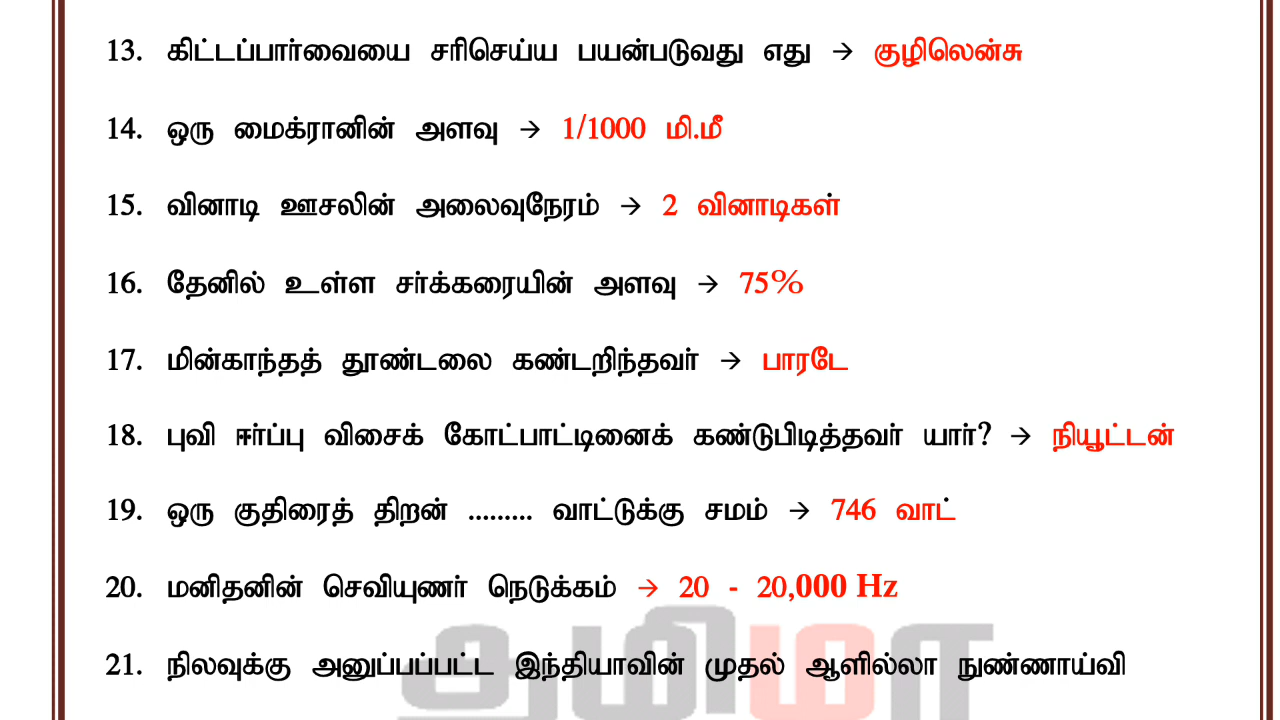 13. கிட்டப்பார்வையை சரிசெய்ய பயன்படுவது எது → குழிலென்சு
14. ஒரு மைக்ரானின் அளவு → 1/1000 மி.மீ
15. வினாடி ஊசலின் அலைவுநேரம் → 2 வினாடிகள்
16. தேனில் உள்ள சர்க்கரையின் அளவு → 75%
17. மின்காந்தத் தூண்டலை கண்டறிந்தவர் → பாரடே
18. புவி ஈர்ப்பு விசைக் கோட்பாட்டினைக் கண்டுபிடித்தவர் யார்? → நியூட்டன்
19. ஒரு குதிரைத் திறன் ......... வாட்டுக்கு சமம் → 746 வாட்
20. மனிதனின் செவியுணர் நெடுக்கம் → 20 - 20,000 Hz
21. நிலவுக்கு அனுப்பப்பட்ட இந்தியாவின் முதல் ஆளில்லா நுண்ணாய்வி